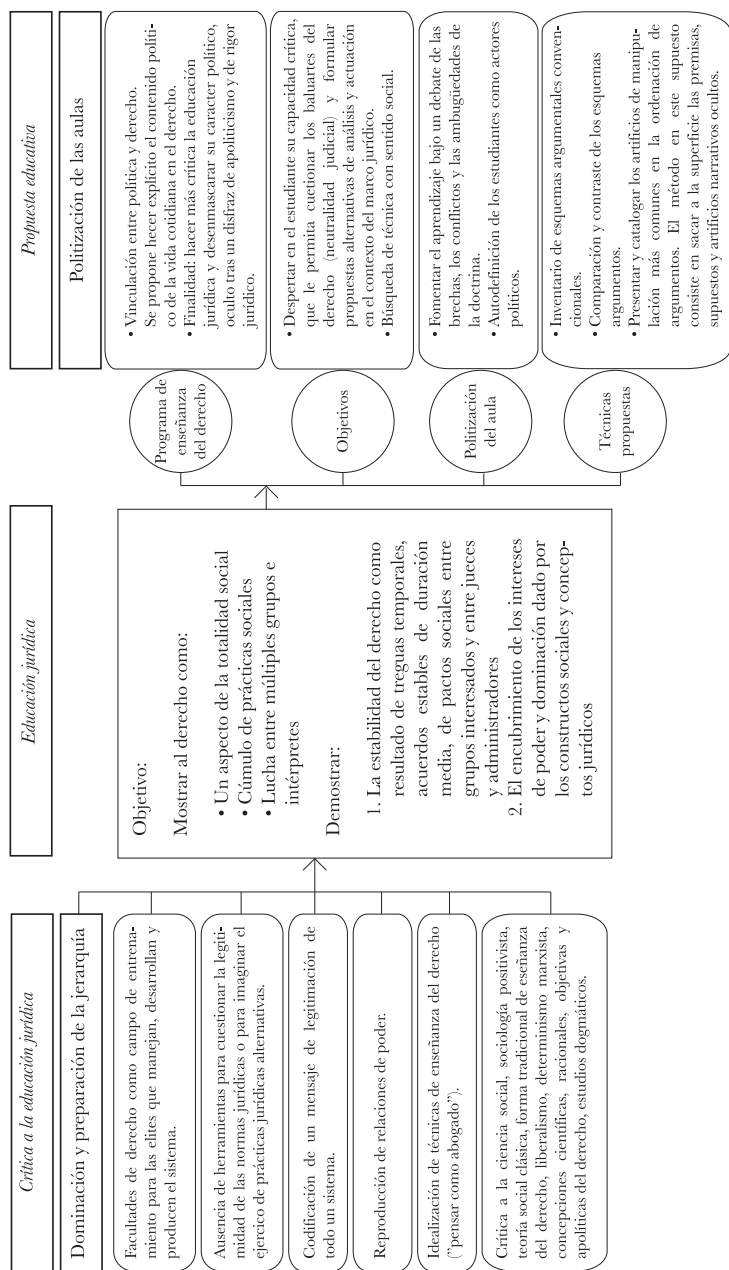 Crítica a la educación jurídica
Dominación y preparación de la jerarquía
Facultades de derecho como campo de entrena-
miento para las elites que manejan, desarrollan y
producen el sistema.
Ausencia de herramientas para cuestionar la legiti-
midad de las normas jurídicas o para imaginar el
ejercico de prácticas jurídicas alternativas.
Codificación de un mensaje de legitimación de
todo un sistema.
Reproducción de relaciones de poder.
Idealización de técnicas de enseñanza del derecho
("pensar como abogado").
Crítica a la ciencia social, sociología positivista,
teoría social clásica, forma tradicional de eseñanza
del derecho, liberalismo, determinismo marxista,
concepciones científicas, racionales, objetivas y
apolíticas del derecho, estudios dogmáticos.
Educación jurídica
Objetivo:
Mostrar al derecho como:
• Un aspecto de la totalidad social
• Cúmulo de prácticas sociales
• Lucha entre múltiples grupos e
intérpretes
Demostrar:
1. La estabilidad del derecho como
resultado de treguas temporales,
acuerdos estables de duración
media, de pactos sociales entre
grupos interesados y entre jueces
y administradores
2. El encubrimiento de los intereses
de poder y dominación dado por
los constructos sociales y concep-
tos jurídicos
Propuesta educativa
Politización de las aulas
Programa de
enseñanza
del derecho
• Vinculación entre política y derecho.
Se propone hecer explícito el contenido políti-
co de la vida cotidiana en el derecho.
• Finalidad: hacer más crítica la educación
jurídica y desenmascarar su caracter político,
oculto tras un disfraz de apoliticismo y de rigor
jurídico.
Objetivos
• Despertar en el estudiante su capacidad crítica,
que le permita cuetionar los baluartes del
derecho (neutralidad judicial) y formular
propuestas alternativas de análisis y actuación
en el contexto del marco jurídico.
• Búsqueda de técnica con sentido social.
Politización
del aula
• Fomentar el aprendizaje bajo un debate de las
brechas, los conflictos y las ambugüedades de
la doctrina.
• Autodefinición de los estudiantes como actores
políticos.
Técnicas
propuestas
• Inventario de esquemas argumentales conven-
cionales.
• Comparación y contraste de los esquemas
argumentos.
• Presentar y catalogar los artificios de manipu-
lación más comunes en la ordenación de
argumentos. El método en este supuesto
consiste en sacar a la superficie las premisas,
supuestos y artificios narrativos ocultos.